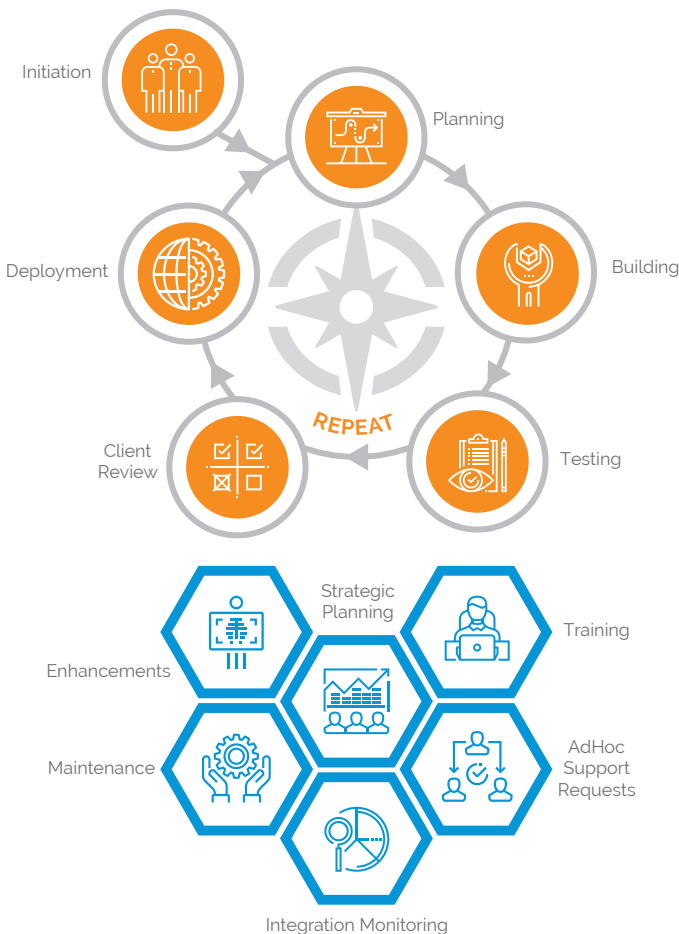 Initiation
Planning
Deployment
Building
REPEAT
Client
Review
Testing
Strategic
Planning
Enhancements
Training
Maintenance
AdHoc
Support
Requests
Integration Monitoring